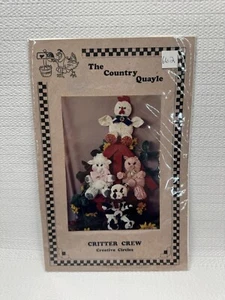 The
Country
Quayle
CRITTER CREW
Creative Circles